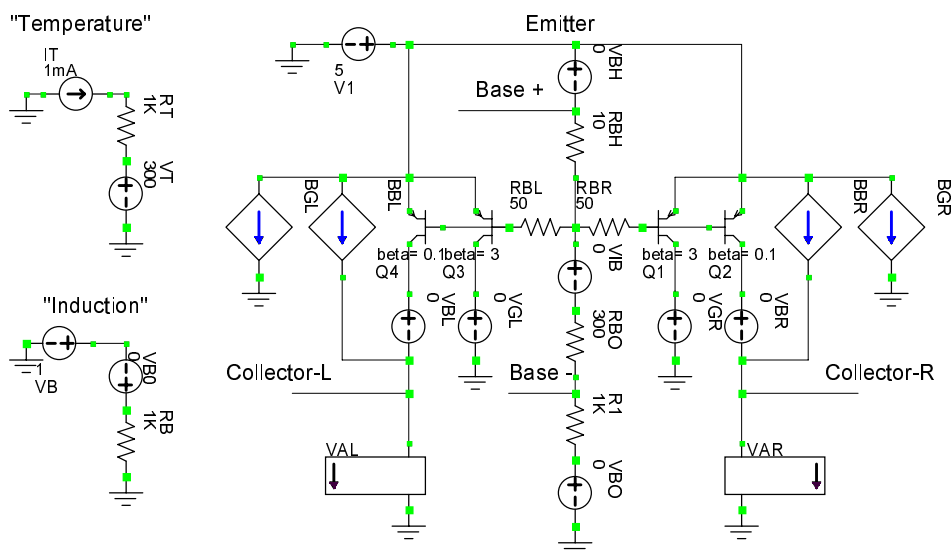 "Temperature"
Emitter
IT
1mA
RT
1K
VT
300
5
V1
VBH
0
Base +
RBH
10
BGL
BBL
RBL
50
RBR
50
BBR
BGR
beta= 0.1
Q4
beta= 3
Q3
VIB
0
beta= 3
Q1
beta= 0.1
Q2
"Induction"
1
VB
VB0
0
RB
1K
VBL
0
VGL
0
RBO
300
VGR
0
VBR
0
Collector-L
Base -
Collector-R
R1
1K
VAL
VAR
VBO
0